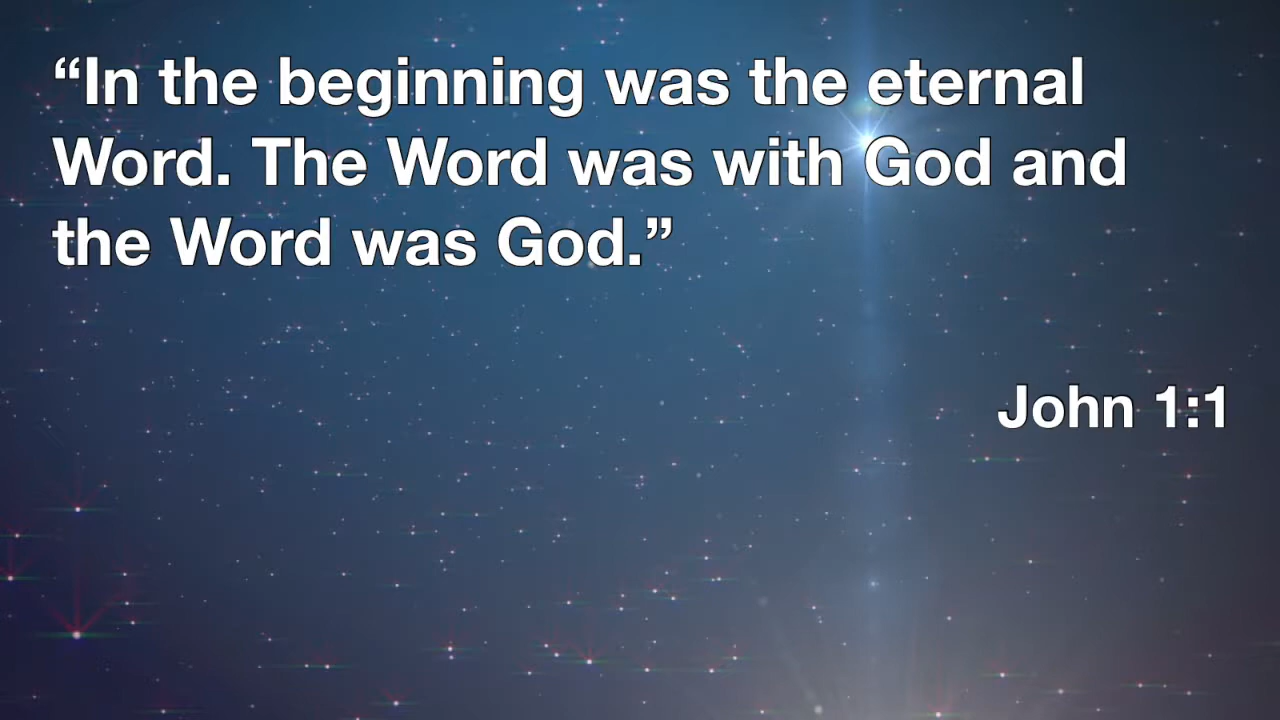 “In the beginning was the eternal
Word. The Word was with God and
the Word was God.”
John 1:1